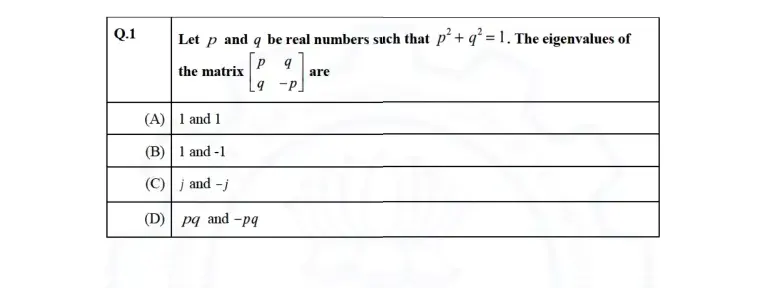 Q.1
Let p and q be real numbers such that p² + q² = 1. The eigenvalues of
the matrix [p q; q −p] are
(A) 1 and 1
(B) 1 and -1
(C) j and −j
(D) pq and −pq